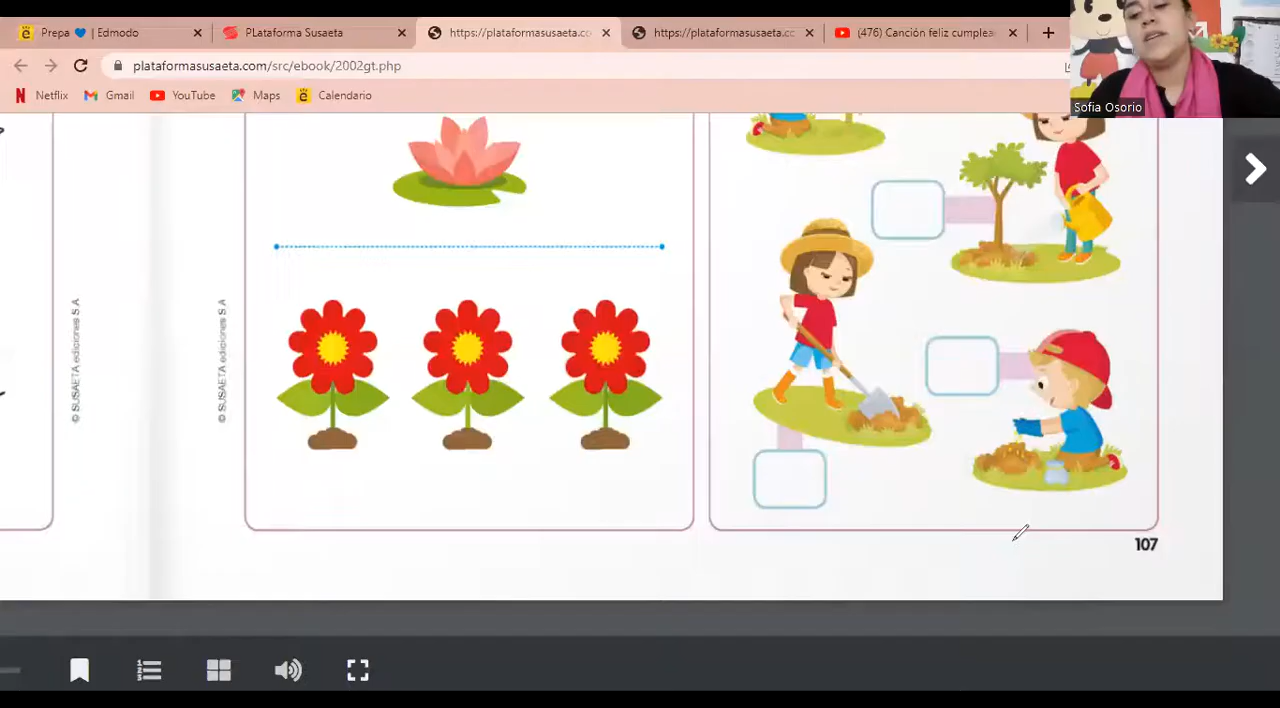 Prepa 💙 | Edmodo
PLataforma Susaeta
https://plataformasusaeta.co
https://plataformasusaeta.cc
(476) Canción feliz cumplea
plataformasusaeta.com/src/ebook/2002gt.php
Netflix
Gmail
YouTube
Maps
Calendario
Sofia Osorio
© SUSAETA ediciones S.A
© SUSAETA ediciones S.A
107